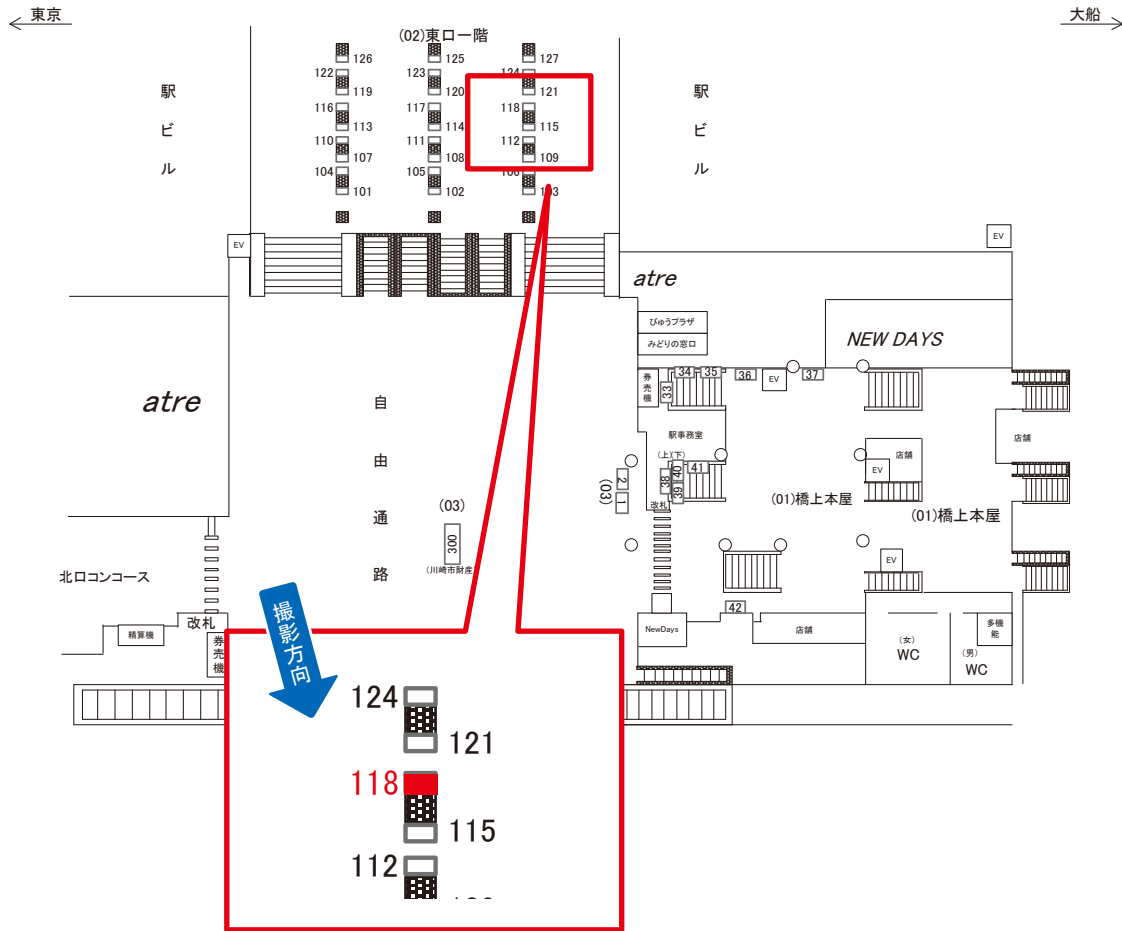 東京
大船
(02)東口一階
126
125
127
122
123
124
119
120
121
116
117
118
113
114
115
110
111
112
107
108
109
104
105
106
101
102
103
駅ビル
駅ビル
EV
EV
atre
びゅうプラザ
みどりの窓口
NEW DAYS
atre
自由通路
券売機
33
34
35
36
EV
37
駅事務室
店舗
店舗
(上)(下)
EV
38
40
41
39
改札
2
1
(03)
(03)
300
(川崎市財産
(01)橋上本屋
(01)橋上本屋
北口コンコース
EV
改札
精算機
券売機
42
NewDays
店舗
(女)
WC
(男)
WC
多機能
撮影方向
124
121
118
115
112